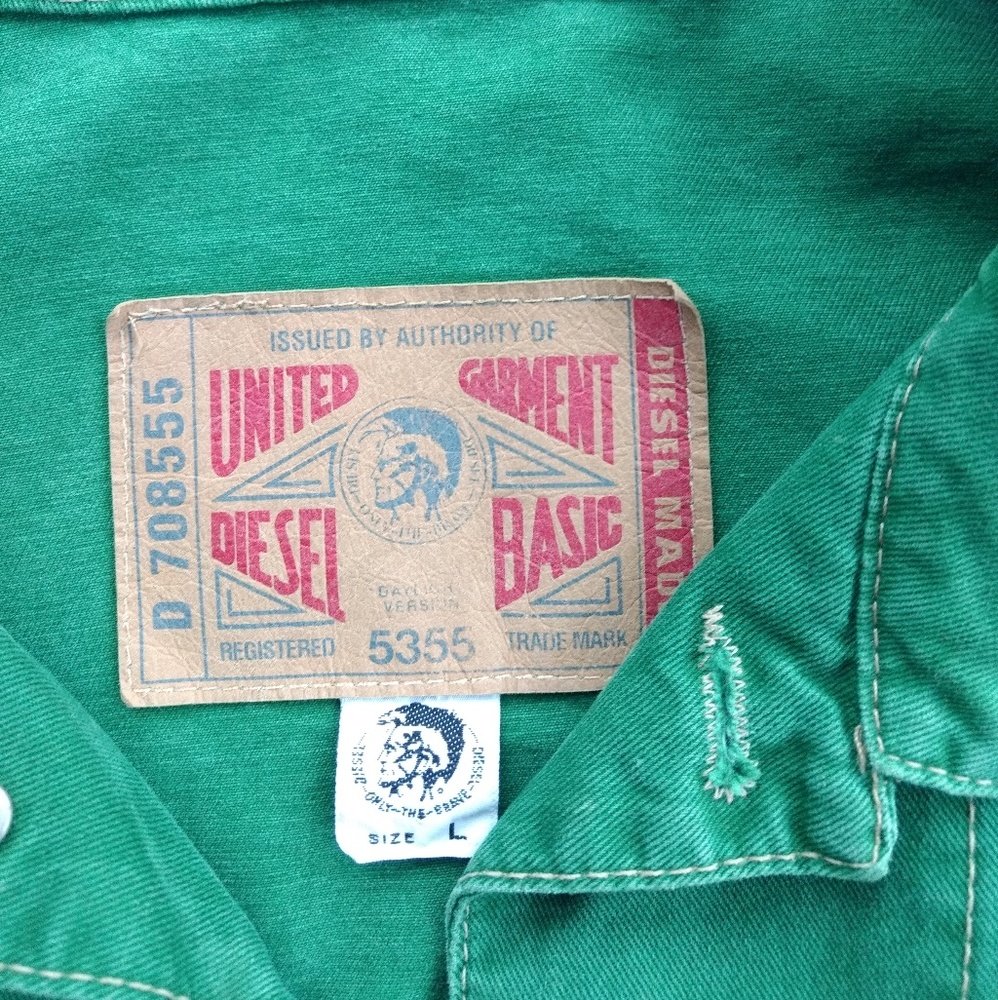 ISSUED BY AUTHORITY OF
UNITED GARMENT
DIESEL BASIC
VERSION
REGISTERED 5355 TRADE MARK
D 708555
DIESEL
DIESEL
ONLY-THE-BRAVE
SIZE L